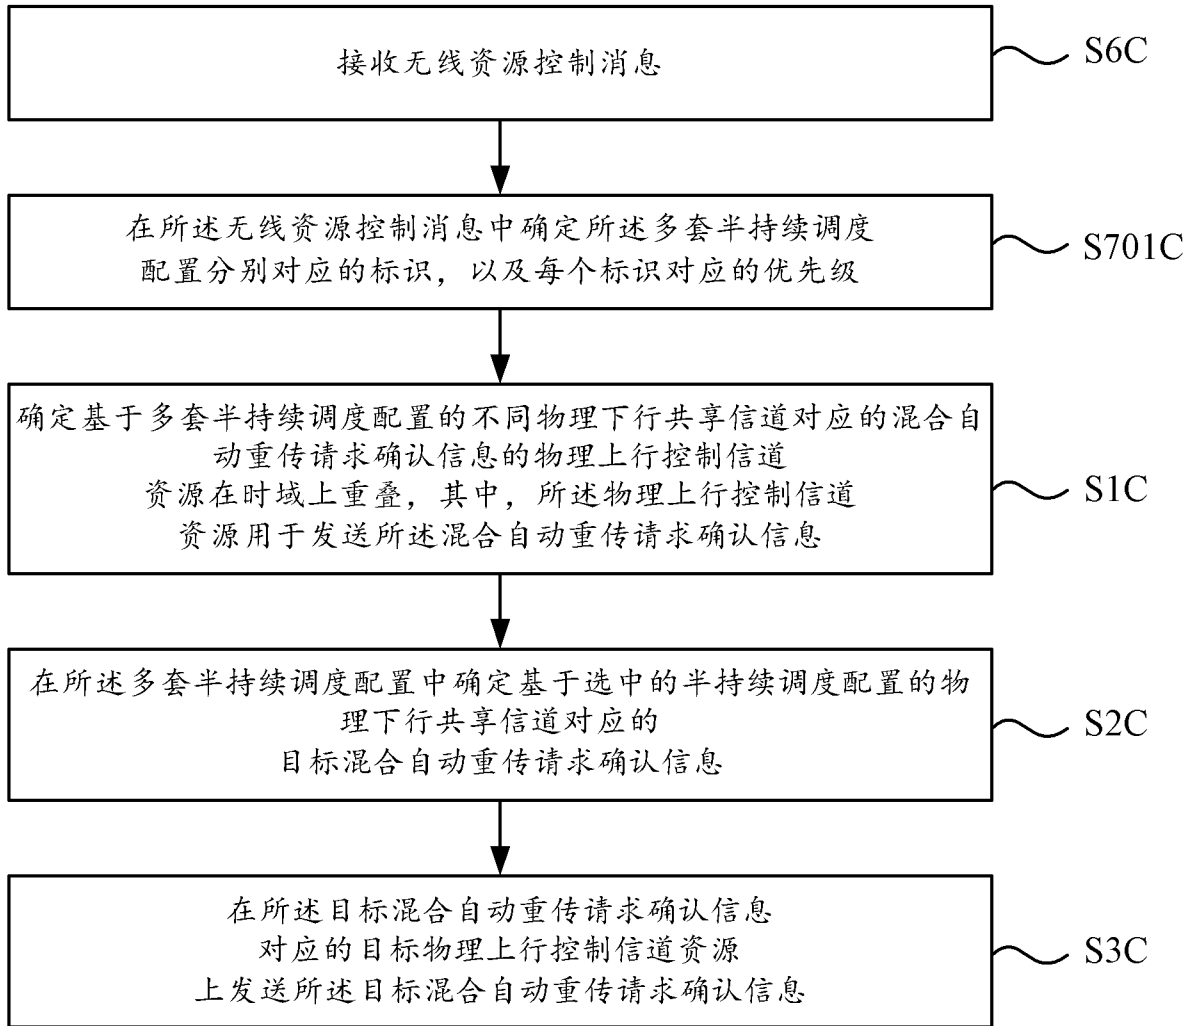 接收无线资源控制消息
S6C
在所述无线资源控制消息中确定所述多套半持续调度
配置分别对应的标识，以及每个标识对应的优先级
S701C
确定基于多套半持续调度配置的不同物理下行共享信道对应的混合自
动重传请求确认信息的物理上行控制信道
资源在时域上重叠，其中，所述物理上行控制信道
资源用于发送所述混合自动重传请求确认信息
S1C
在所述多套半持续调度配置中确定基于选中的半持续调度配置的物
理下行共享信道对应的
目标混合自动重传请求确认信息
S2C
在所述目标混合自动重传请求确认信息
对应的目标物理上行控制信道资源
上发送所述目标混合自动重传请求确认信息
S3C